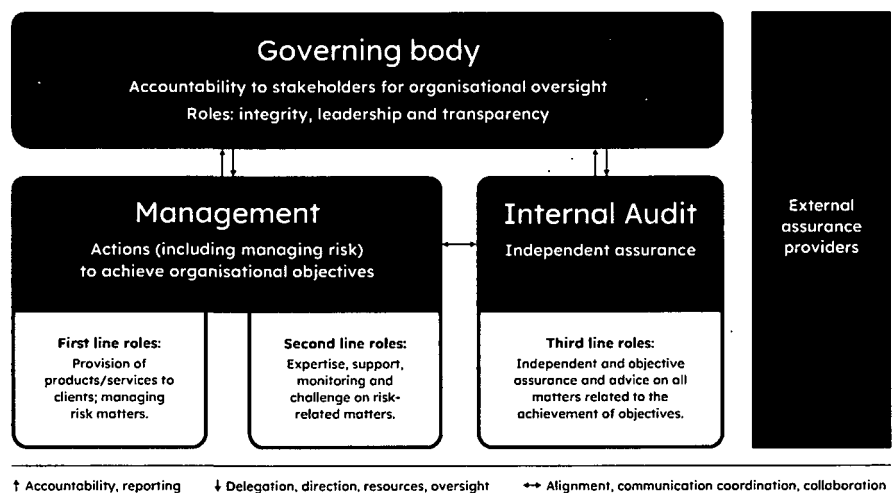 Governing body
Accountability to stakeholders for organisational oversight
Roles: integrity, leadership and transparency
Management
Actions (including managing risk)
to achieve organisational objectives
Internal Audit
Independent assurance
External
assurance
providers
First line roles:
Provision of
products/services to
clients; managing
risk matters.
Second line roles:
Expertise, support,
monitoring and
challenge on risk-
related matters.
Third line roles:
Independent and objective
assurance and advice on all
matters related to the
achievement of objectives.
↑ Accountability, reporting
↓ Delegation, direction, resources, oversight
↔ Alignment, communication coordination, collaboration